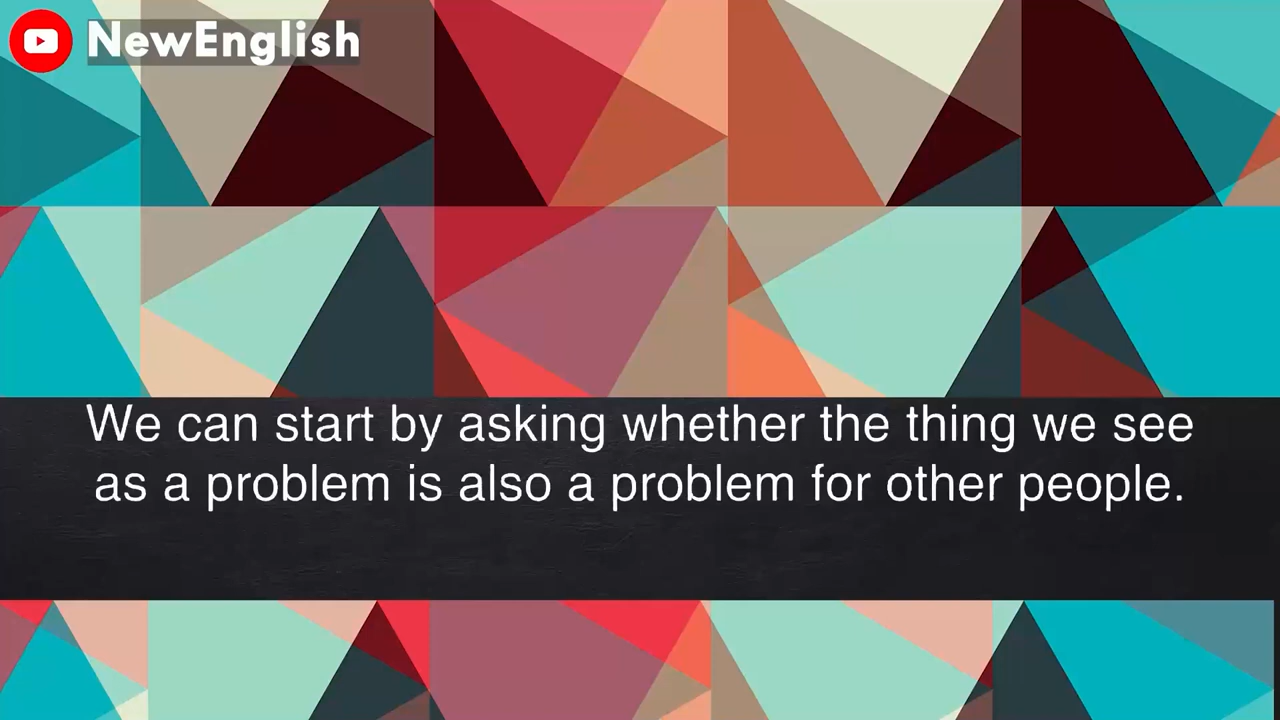 NewEnglish
We can start by asking whether the thing we see
as a problem is also a problem for other people.